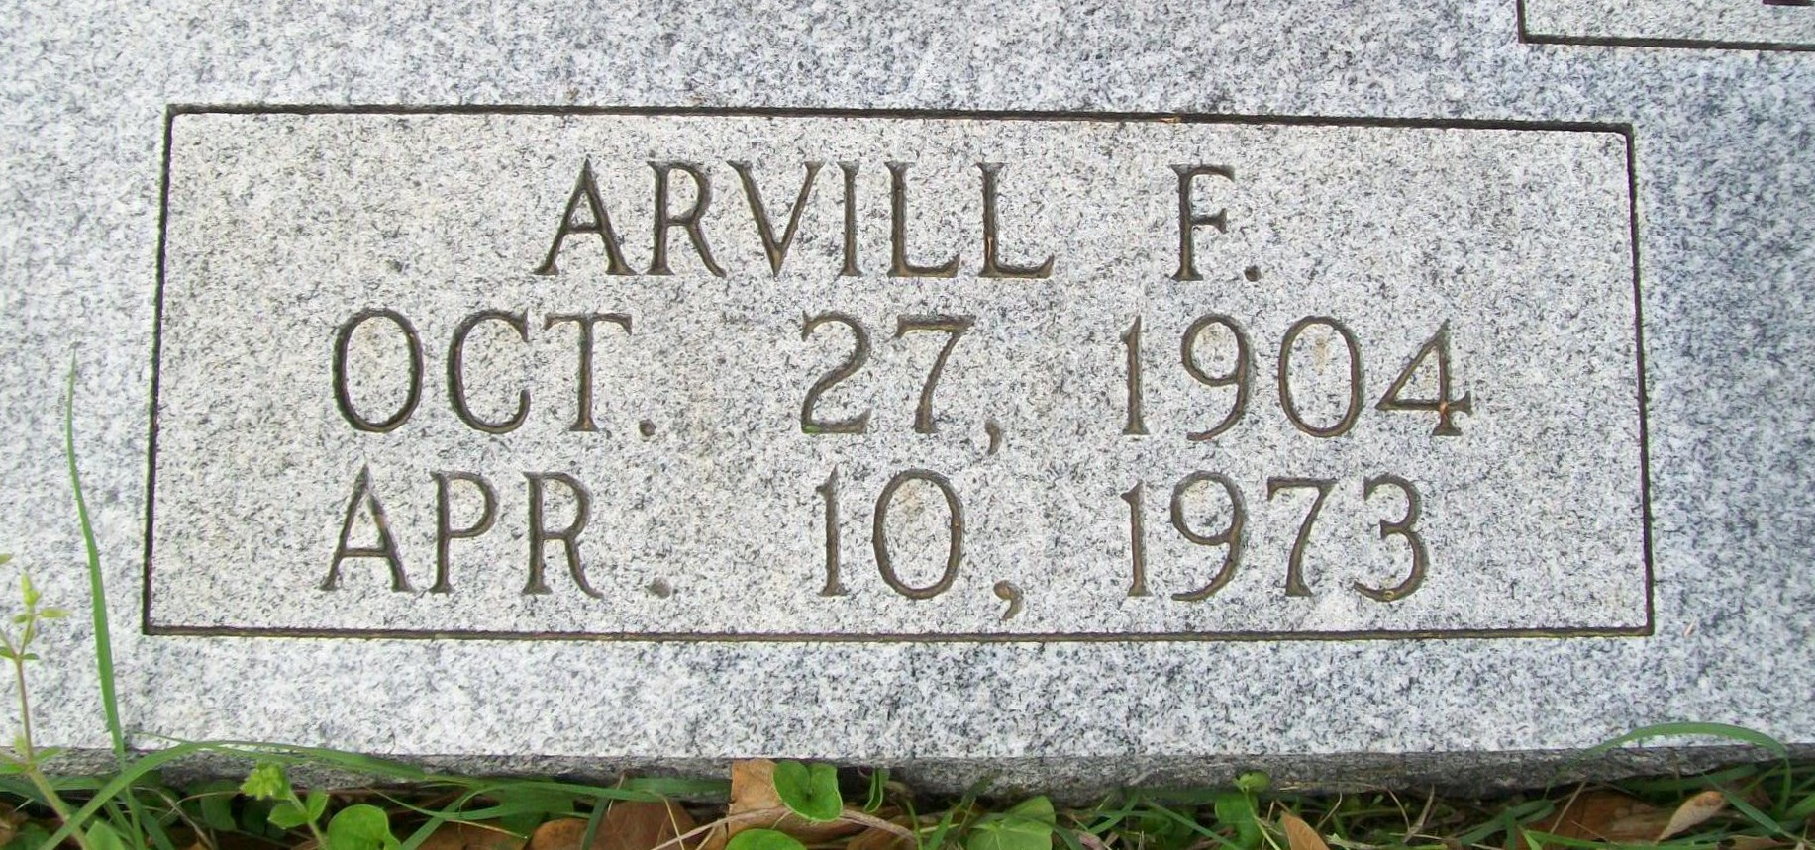 ARVILL F.
OCT. 27, 1904
APR. 10, 1973